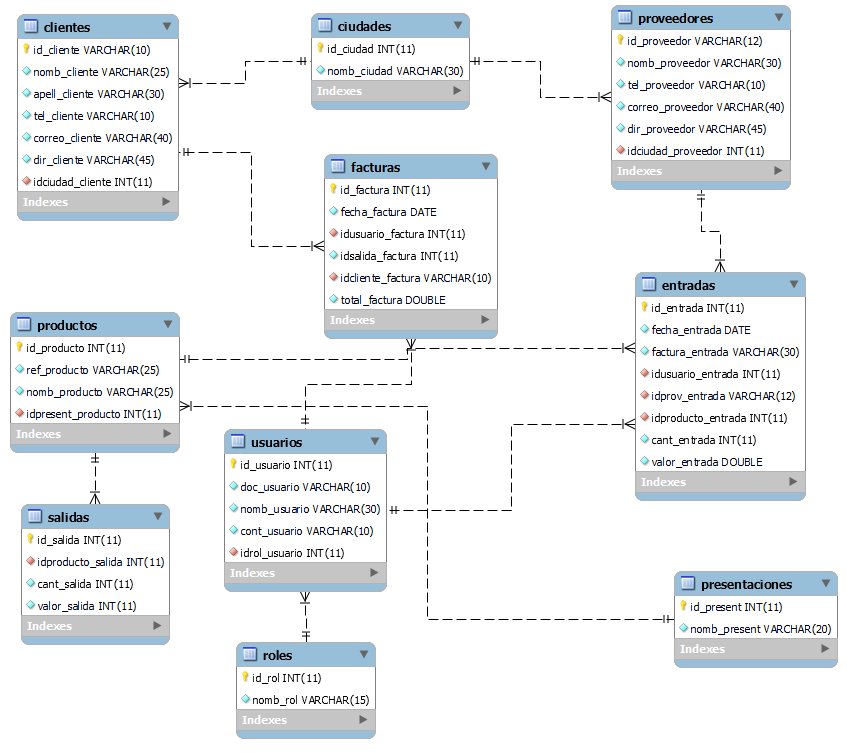 clientes
id_cliente VARCHAR(10)
nomb_cliente VARCHAR(25)
apell_cliente VARCHAR(30)
tel_cliente VARCHAR(10)
correo_cliente VARCHAR(40)
dir_cliente VARCHAR(45)
idciudad_cliente INT(11)
Indexes
ciudades
id_ciudad INT(11)
nomb_ciudad VARCHAR(30)
Indexes
proveedores
id_proveedor VARCHAR(12)
nomb_proveedor VARCHAR(30)
tel_proveedor VARCHAR(10)
correo_proveedor VARCHAR(40)
dir_proveedor VARCHAR(45)
idciudad_proveedor INT(11)
Indexes
facturas
id_factura INT(11)
fecha_factura DATE
idusuario_factura INT(11)
idsalida_factura INT(11)
idcliente_factura VARCHAR(10)
total_factura DOUBLE
Indexes
entradas
id_entrada INT(11)
fecha_entrada DATE
factura_entrada VARCHAR(30)
idusuario_entrada INT(11)
idprov_entrada VARCHAR(12)
idproducto_entrada INT(11)
cant_entrada INT(11)
valor_entrada DOUBLE
Indexes
productos
id_producto INT(11)
ref_producto VARCHAR(25)
nomb_producto VARCHAR(25)
idpresent_producto INT(11)
Indexes
usuarios
id_usuario INT(11)
doc_usuario VARCHAR(10)
nomb_usuario VARCHAR(30)
cont_usuario VARCHAR(10)
idrol_usuario INT(11)
Indexes
salidas
id_salida INT(11)
idproducto_salida INT(11)
cant_salida INT(11)
valor_salida INT(11)
Indexes
presentaciones
id_present INT(11)
nomb_present VARCHAR(20)
Indexes
roles
id_rol INT(11)
nomb_rol VARCHAR(15)
Indexes